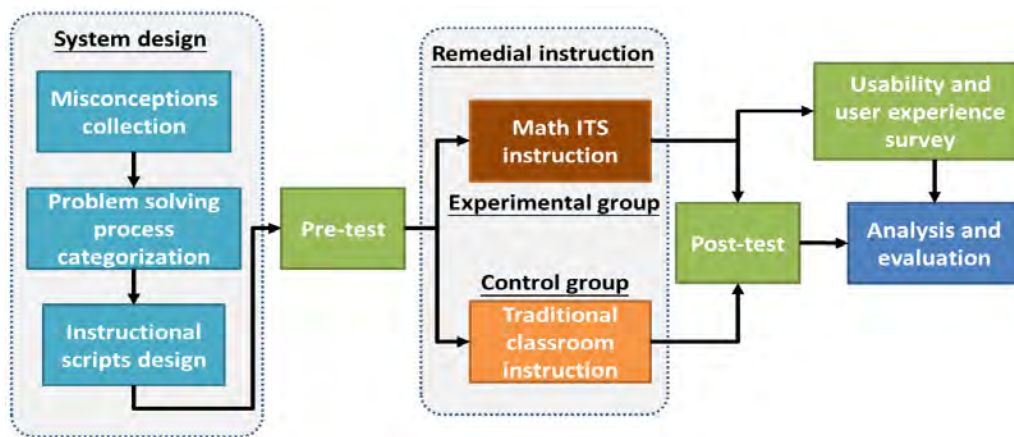 System design
Misconceptions
collection
Problem solving
process
categorization
Instructional
scripts design
Pre-test
Remedial instruction
Math ITS
instruction
Experimental group
Control group
Traditional
classroom
instruction
Post-test
Usability and
user experience
survey
Analysis and
evaluation